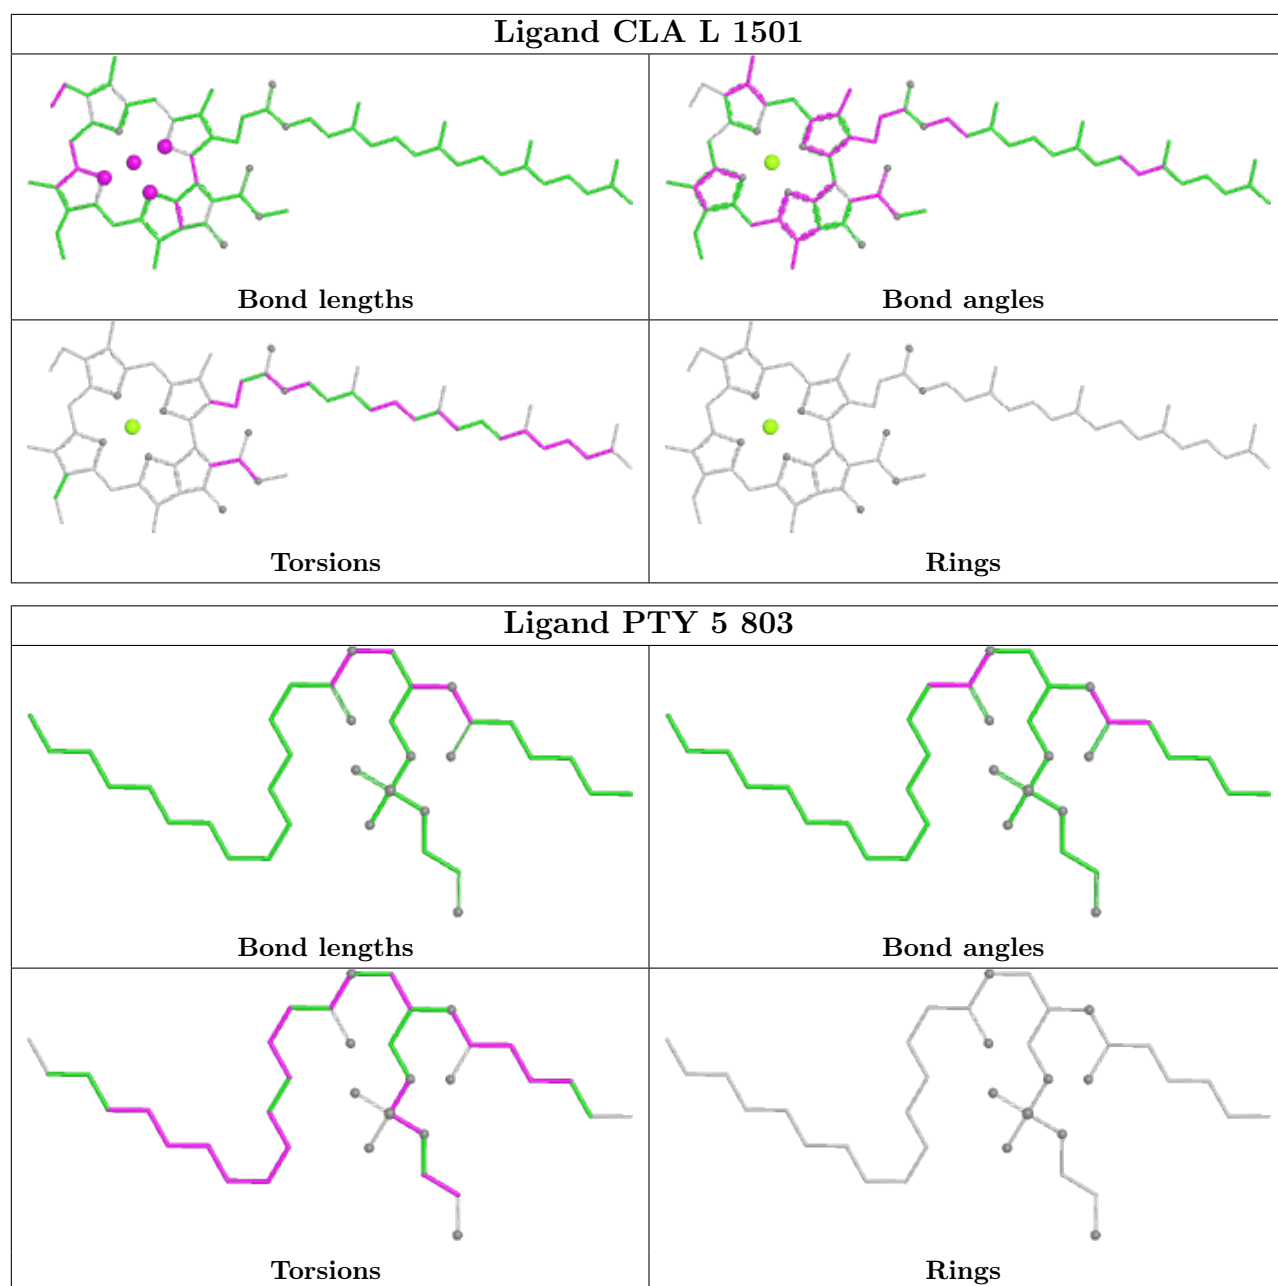 Ligand CLA L 1501
Bond lengths
Bond angles
Torsions
Rings
Ligand PTY 5 803
Bond lengths
Bond angles
Torsions
Rings